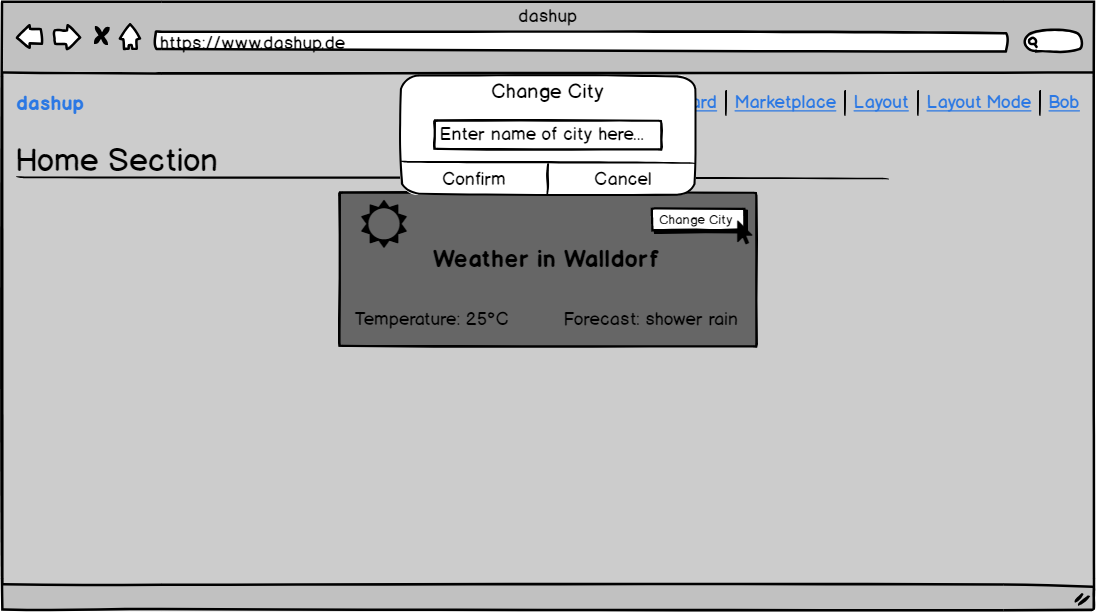 dashup
https://www.dashup.de
Change City
dashup
Marketplace
Layout
Layout Mode
Bob
Enter name of city here...
Home Section
Confirm
Cancel
Change City
Weather in Walldorf
Temperature: 25°C
Forecast: shower rain